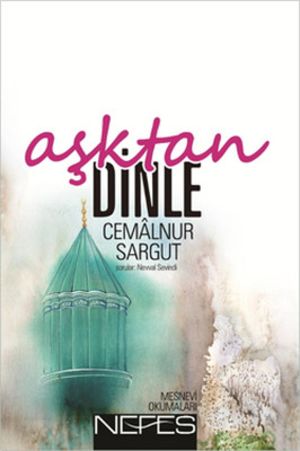 aşktan
DİNLE
CEMÂLNUR
SARGUT
sorular: Nevval Sevindi
MESNEVİ
OKUMALARI
NEFES